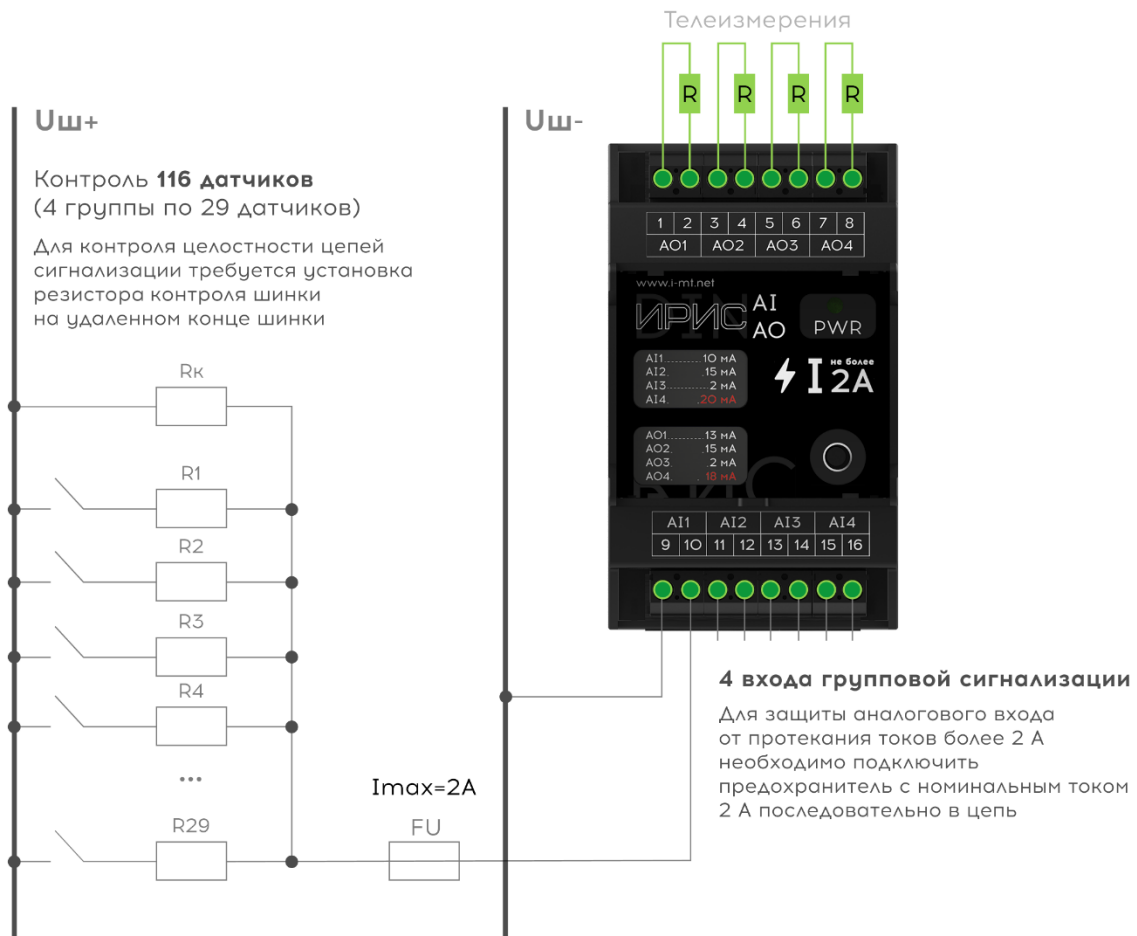 Телеизмерения
R R R R
Uш+
Uш-
Контроль 116 датчиков
(4 группы по 29 датчиков)
Для контроля целостности цепей
сигнализации требуется установка
резистора контроля шинки
на удаленном конце шинки
1 2 3 4 5 6 7 8
AO1 AO2 AO3 AO4
www.i-mt.net
DIN
ИРИС AI
AO
PWR
AI1 10 мА
AI2 15 мА
AI3 2 мА
AI4 20 мА
I не более
2A
AO1 13 мА
AO2 15 мА
AO3 2 мА
AO4 18 мА
AI1 AI2 AI3 AI4
9 10 11 12 13 14 15 16
Rк
R1
R2
R3
R4
...
R29
Imax=2A
FU
4 входа групповой сигнализации
Для защиты аналогового входа
от протекания токов более 2 А
необходимо подключить
предохранитель с номинальным током
2 А последовательно в цепь